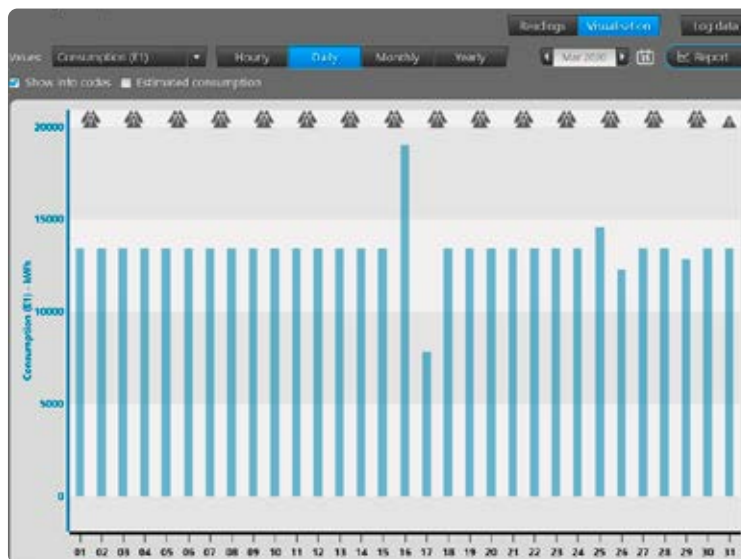 Readings Visualisation Log data
Values: Consumption (E1) Hourly Daily Monthly Yearly Mar 2020 Report
Show info codes Estimated consumption
20000
15000
10000
5000
0
Consumption (E1) - kWh
01 02 03 04 05 06 07 08 09 10 11 12 13 14 15 16 17 18 19 20 21 22 23 24 25 26 27 28 29 30 31